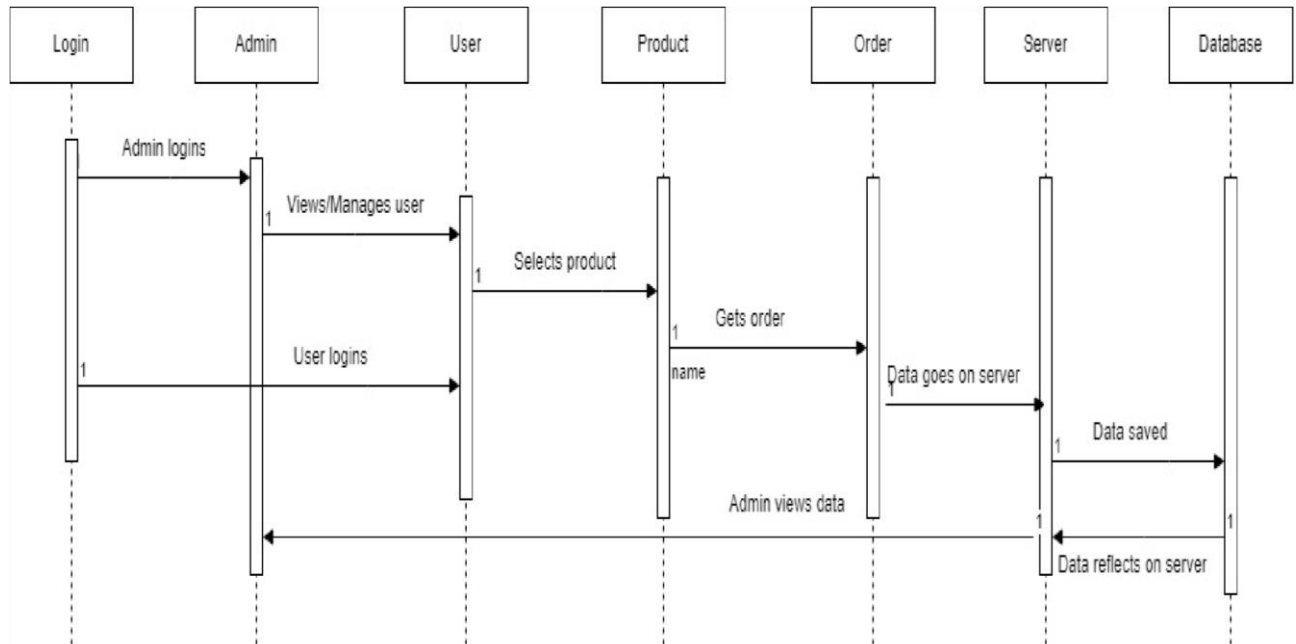 Login
Admin
User
Product
Order
Server
Database
Admin logins
1
Views/Manages user
1
Selects product
1
Gets order
name
1
User logins
1
Data goes on server
1
Data saved
Admin views data
1
1
Data reflects on server